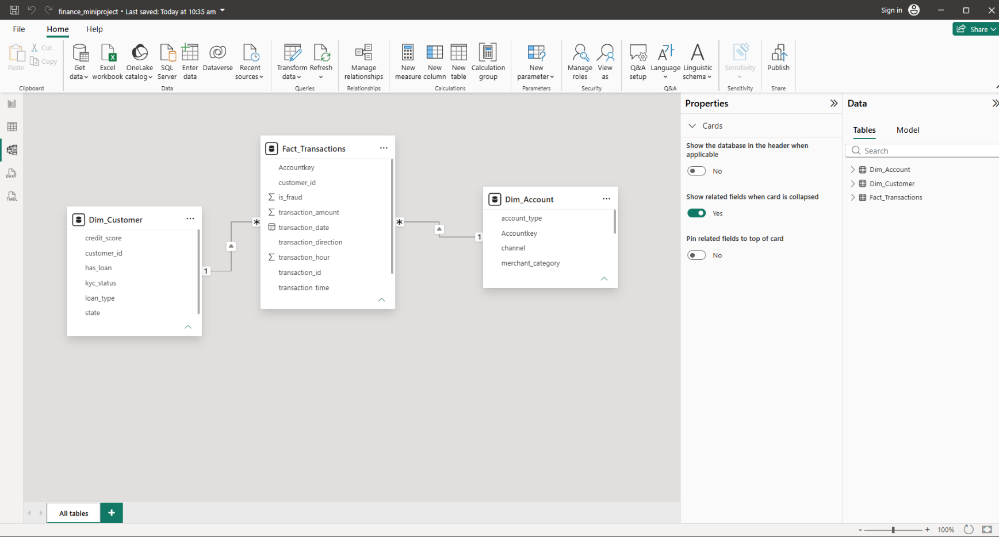 finance_miniproject • Last saved: Today at 10:35 am
Sign in
File
Home
Help
Share
Paste
Cut
Copy
Clipboard
Get data
Excel workbook
OneLake catalog
SQL Server
Enter data
Dataverse
Recent sources
Data
Transform data
Refresh
Queries
Manage relationships
Relationships
New measure
New column
New table
Calculation group
Calculations
New parameter
Parameters
Manage roles
View as
Security
Q&A setup
Language
Linguistic schema
Q&A
Sensitivity
Sensitivity
Publish
Share
DAX
TMDL
Dim_Customer
credit_score
customer_id
has_loan
kyc_status
loan_type
state
1
*
Fact_Transactions
Accountkey
customer_id
is_fraud
transaction_amount
transaction_date
transaction_direction
transaction_hour
transaction_id
transaction_time
*
1
Dim_Account
account_type
Accountkey
channel
merchant_category
Properties
Cards
Show the database in the header when
applicable
No
Show related fields when card is collapsed
Yes
Pin related fields to top of card
No
Data
Tables
Model
Search
Dim_Account
Dim_Customer
Fact_Transactions
All tables
+
- + 100%